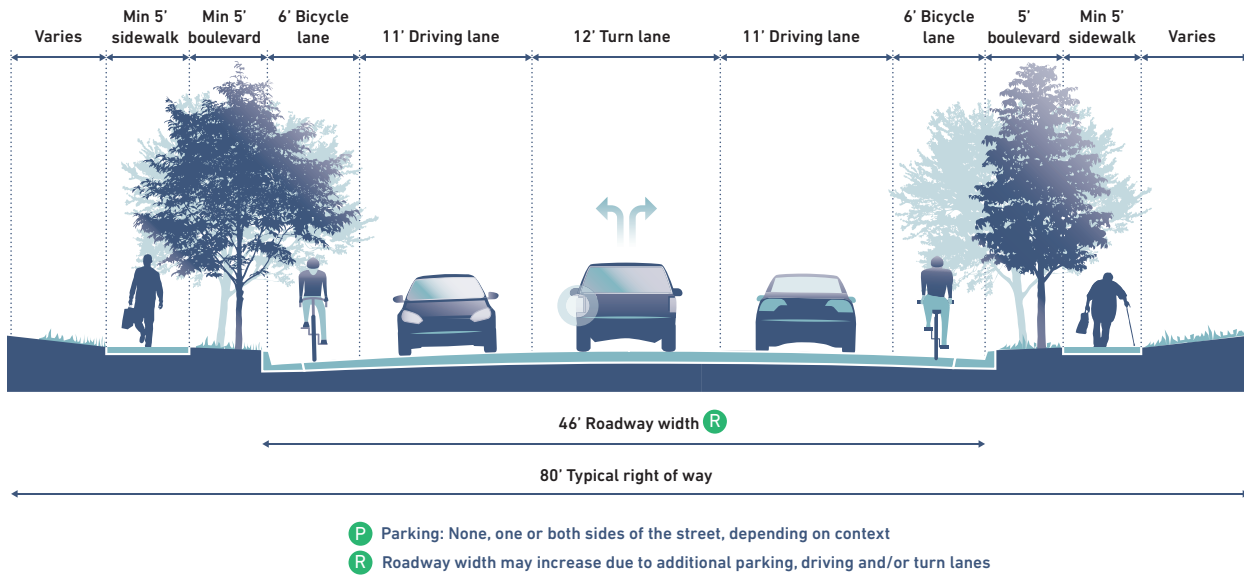 Varies
Min 5’
sidewalk
Min 5’
boulevard
6’ Bicycle
lane
11’ Driving lane
12’ Turn lane
11’ Driving lane
6’ Bicycle
lane
5’
boulevard
Min 5’
sidewalk
Varies
46’ Roadway width R
80’ Typical right of way
P Parking: None, one or both sides of the street, depending on context
R Roadway width may increase due to additional parking, driving and/or turn lanes